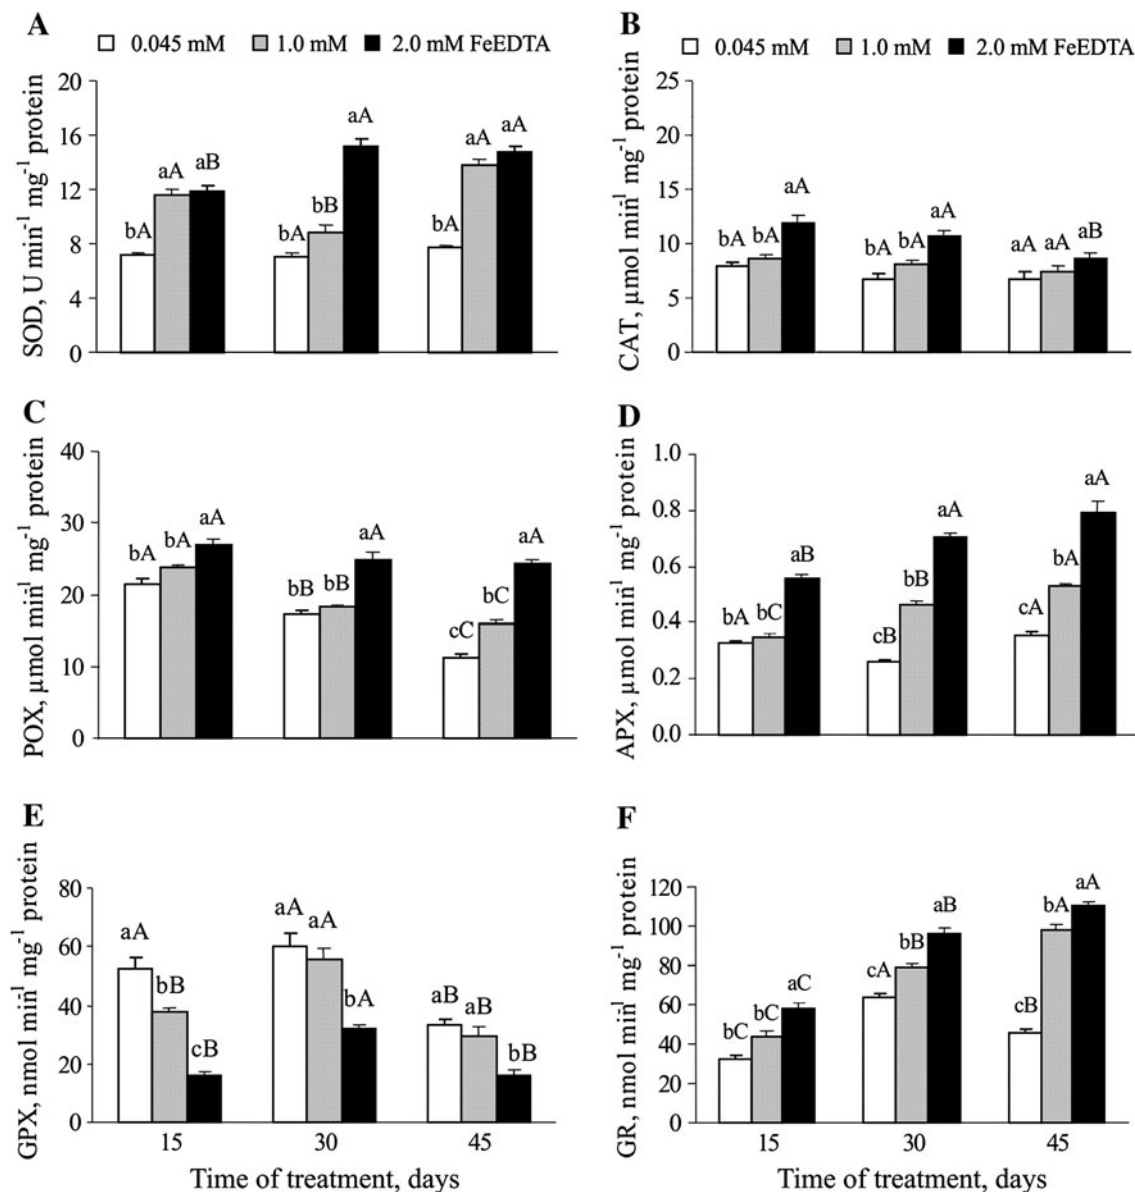 A
0.045 mM 1.0 mM 2.0 mM FeEDTA
SOD, U min-1 mg-1 protein
20
16
12
8
4
0
bA aA aB
bA bB aA
bA aA aA
B
0.045 mM 1.0 mM 2.0 mM FeEDTA
CAT, µmol min-1 mg-1 protein
25
20
15
10
5
0
bA bA aA
bA bA aA
aA aA aB
C
POX, µmol min-1 mg-1 protein
40
30
20
10
0
bA bA aA
bB bB aA
cC bC aA
D
APX, µmol min-1 mg-1 protein
1.0
0.8
0.6
0.4
0.2
0.0
bA bC aB
cB bB aA
cA bA aA
E
GPX, nmol min-1 mg-1 protein
80
60
40
20
0
aA bB cB
aA aA bA
aB aB bB
15 30 45
Time of treatment, days
F
GR, nmol min-1 mg-1 protein
120
100
80
60
40
20
0
bC bC aC
cA bB aB
cB bA aA
15 30 45
Time of treatment, days